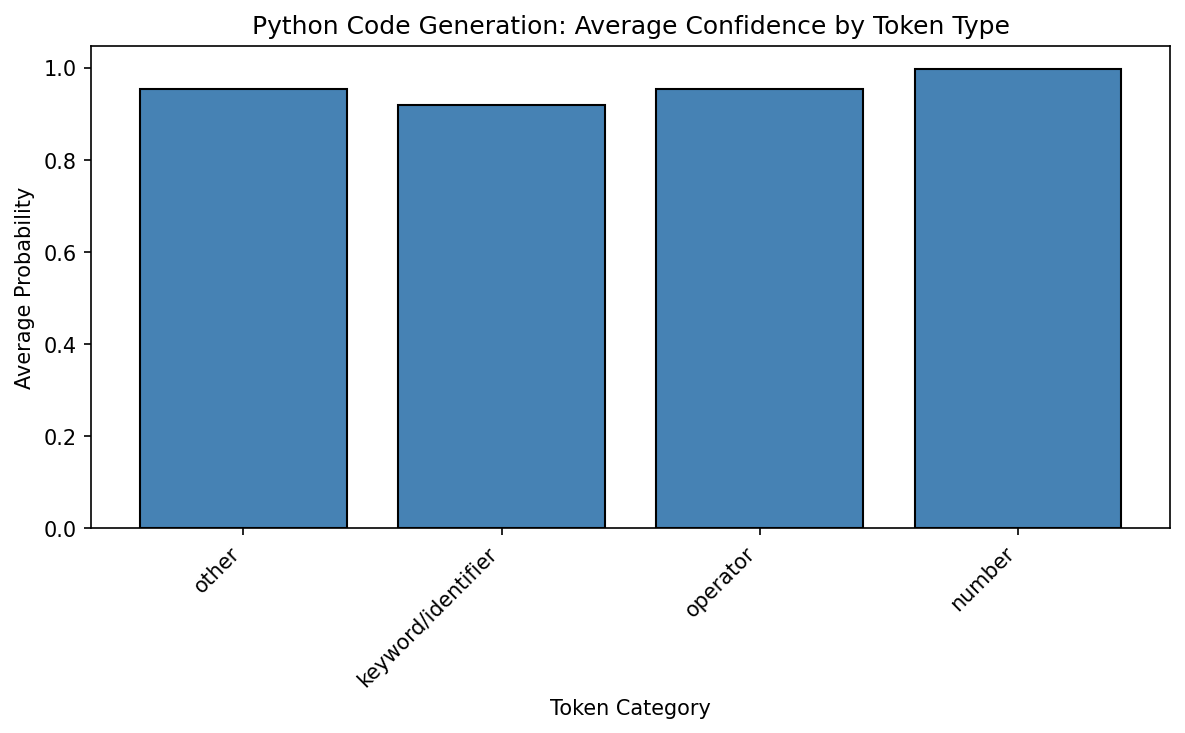 Python Code Generation: Average Confidence by Token Type
1.0
0.8
0.6
0.4
0.2
0.0
Average Probability
other
keyword/identifier
operator
number
Token Category